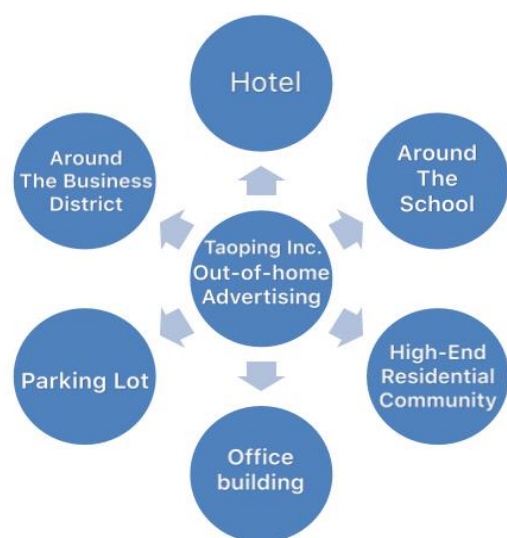 Hotel
Around
The Business
District
Around
The
School
Taoping Inc.
Out-of-home
Advertising
Parking Lot
High-End
Residential
Community
Office
building